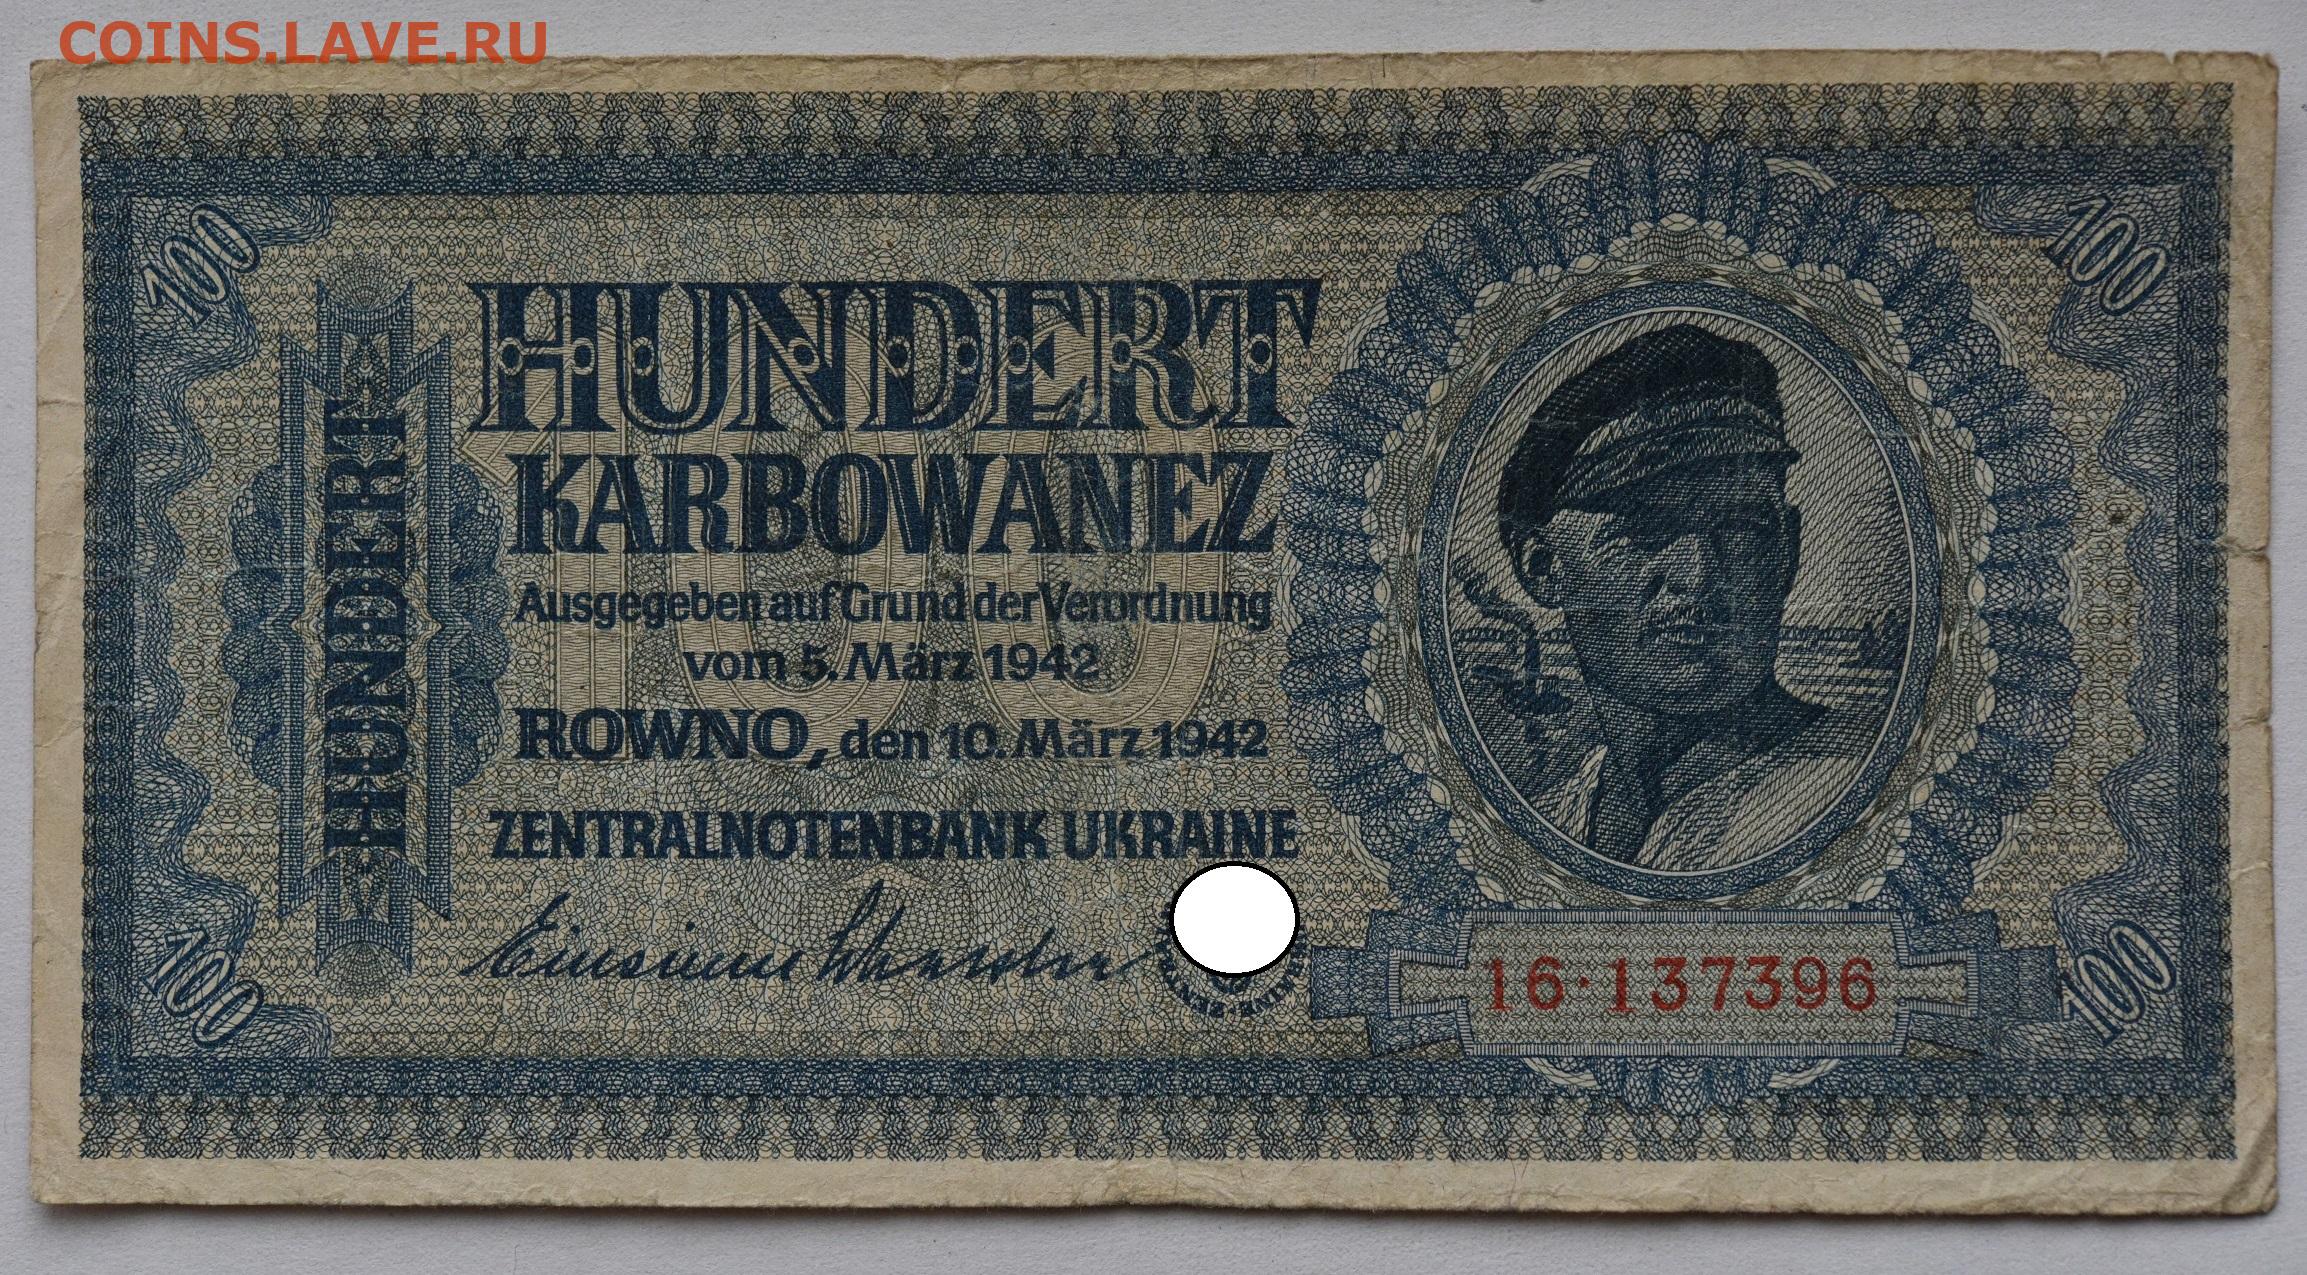 COINS.LAVE.RU
100
100
HUNDERT
HUNDERT
KARBOWANEZ
Ausgegeben auf Grund der Verordnung
vom 5. März 1942
ROWNO, den 10. März 1942
ZENTRALNOTENBANK UKRAINE
16·137396
100
100